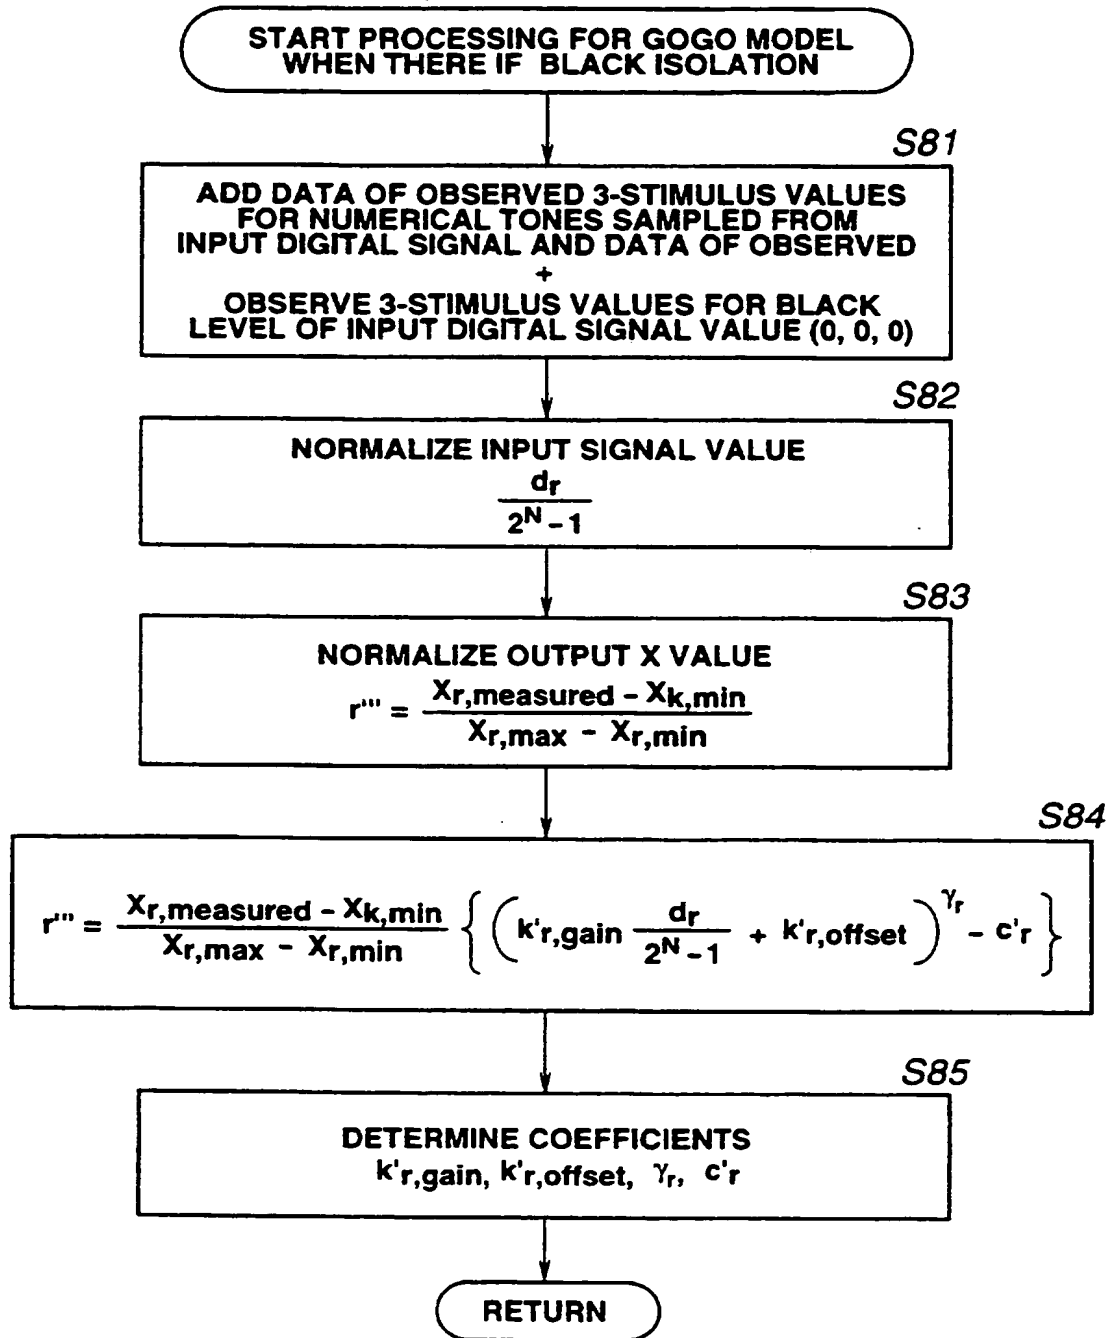 START PROCESSING FOR GOGO MODEL
WHEN THERE IF BLACK ISOLATION
S81
ADD DATA OF OBSERVED 3-STIMULUS VALUES
FOR NUMERICAL TONES SAMPLED FROM
INPUT DIGITAL SIGNAL AND DATA OF OBSERVED
+
OBSERVE 3-STIMULUS VALUES FOR BLACK
LEVEL OF INPUT DIGITAL SIGNAL VALUE (0, 0, 0)
S82
NORMALIZE INPUT SIGNAL VALUE
dr
2^N - 1
S83
NORMALIZE OUTPUT X VALUE
r''' = Xr,measured - Xk,min
Xr,max - Xr,min
S84
r''' = Xr,measured - Xk,min { ( k'r,gain dr + k'r,offset )^γr - c'r }
Xr,max - Xr,min 2^N - 1
S85
DETERMINE COEFFICIENTS
k'r,gain, k'r,offset, γr, c'r
RETURN